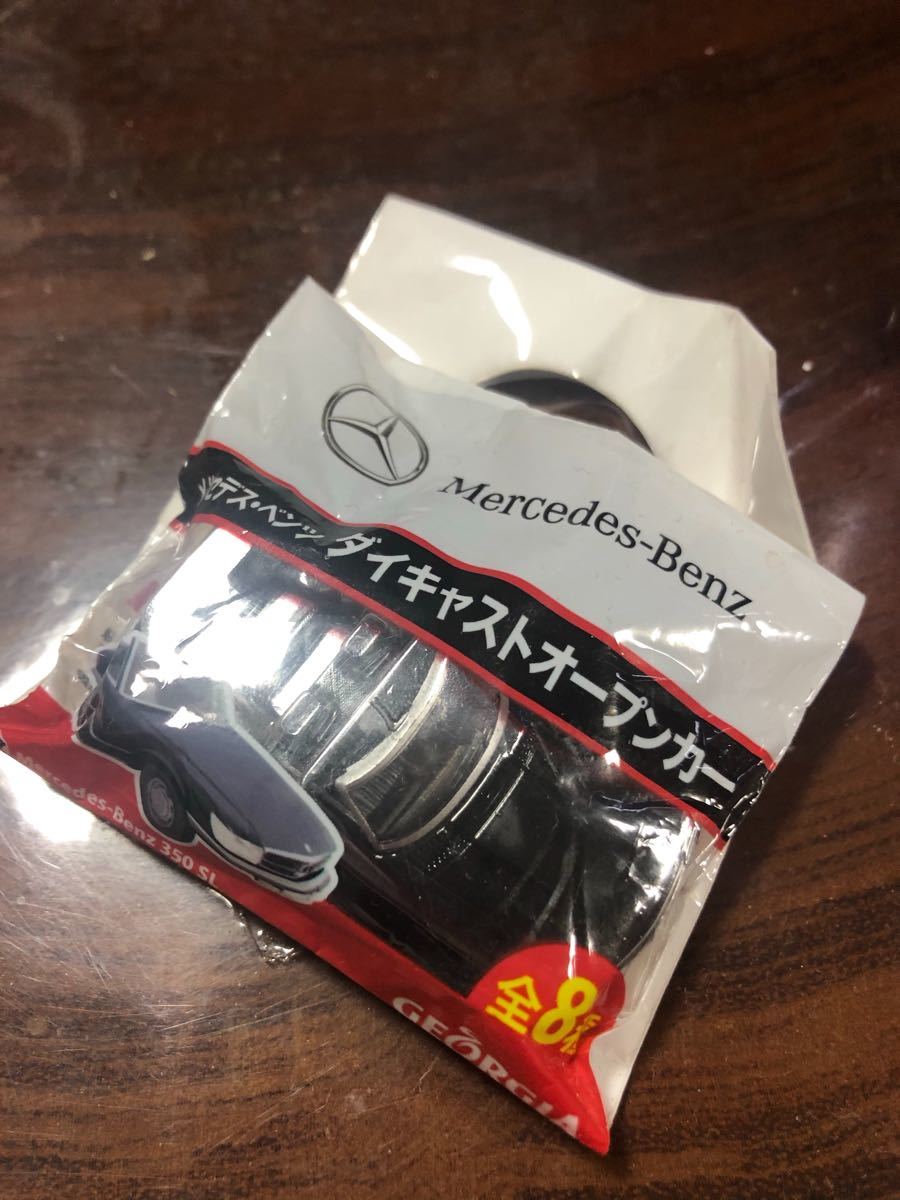 Mercedes-Benz
メルセデス・ベンツ ダイキャストオープンカー
Mercedes-Benz 350 SL
全8種
GEORGIA